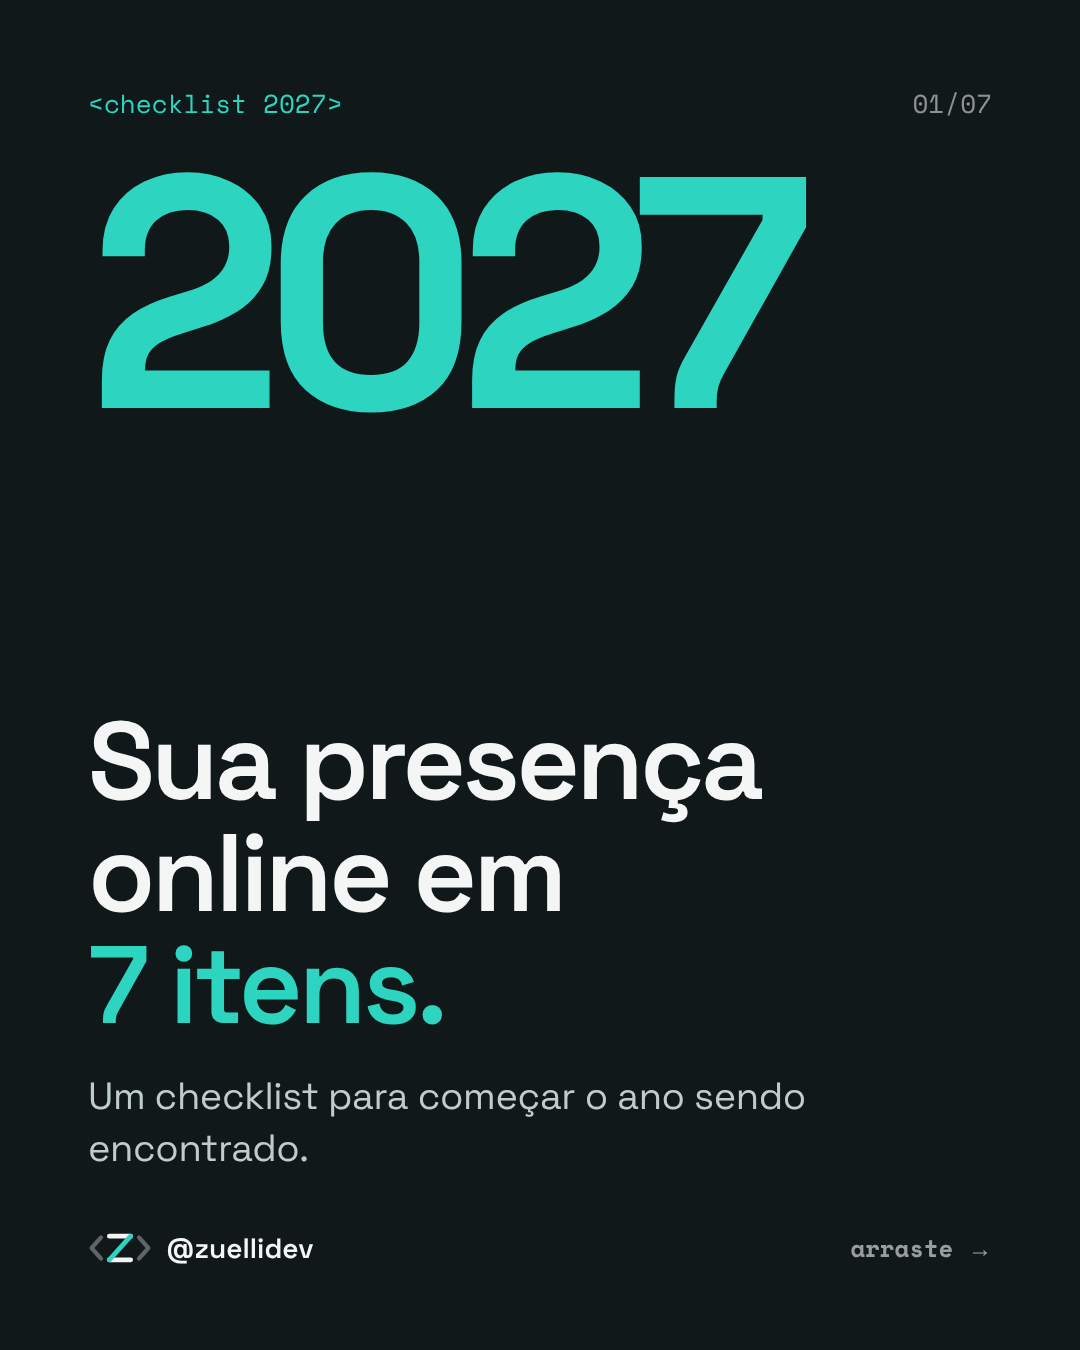 <checklist 2027>
01/07
2027
Sua presença
online em
7 itens.
Um checklist para começar o ano sendo
encontrado.
<Z> @zuellidev
arraste →